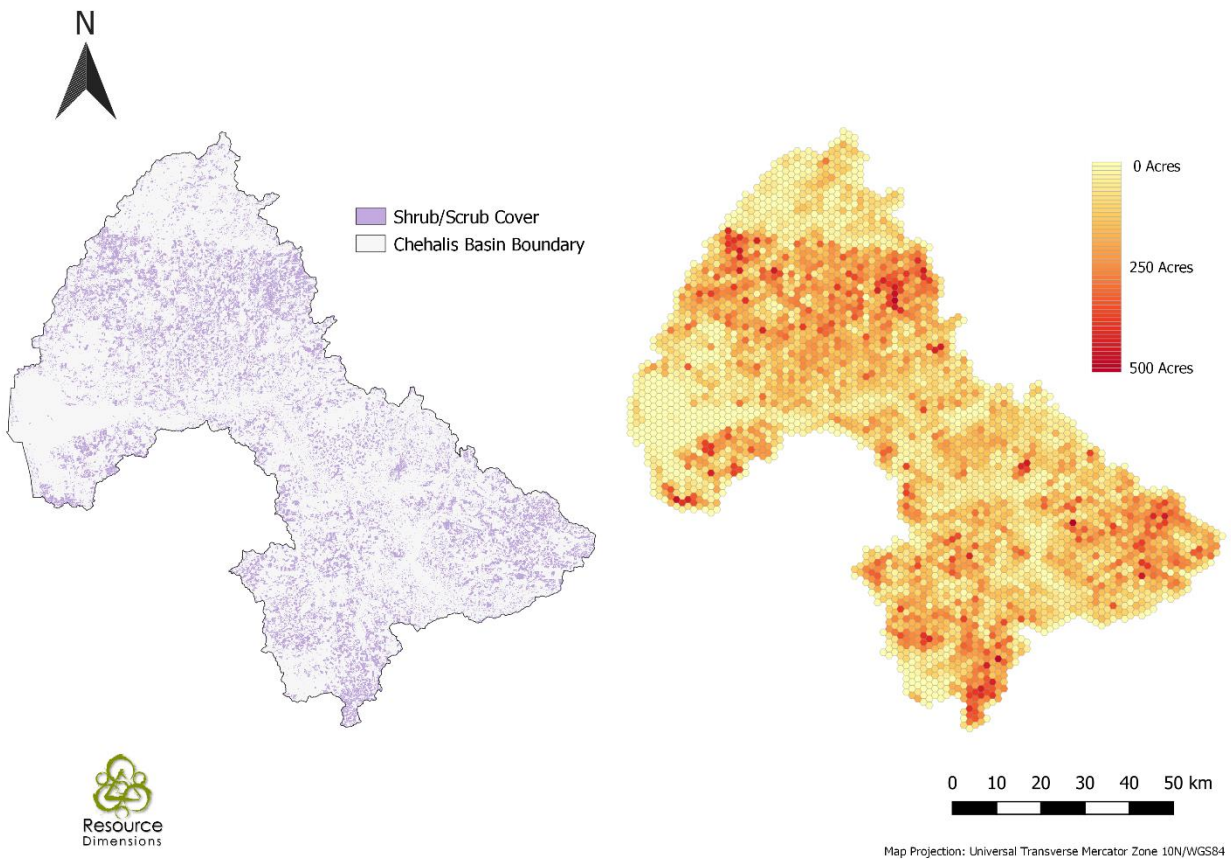 N
Shrub/Scrub Cover
Chehalis Basin Boundary
0 Acres
250 Acres
500 Acres
Resource
Dimensions
0 10 20 30 40 50 km
Map Projection: Universal Transverse Mercator Zone 10N/WGS84